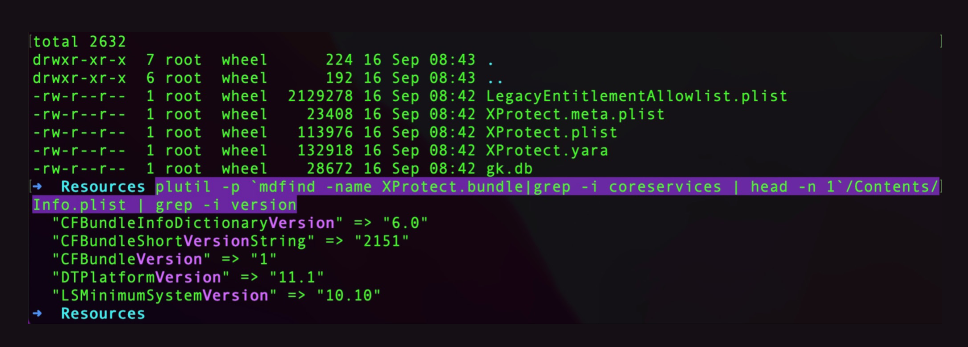 total 2632
drwxr-xr-x  7 root  wheel      224 16 Sep 08:43 .
drwxr-xr-x  6 root  wheel      192 16 Sep 08:43 ..
-rw-r--r--  1 root  wheel  2129278 16 Sep 08:42 LegacyEntitlementAllowlist.plist
-rw-r--r--  1 root  wheel    23408 16 Sep 08:42 XProtect.meta.plist
-rw-r--r--  1 root  wheel   113976 16 Sep 08:42 XProtect.plist
-rw-r--r--  1 root  wheel   132918 16 Sep 08:42 XProtect.yara
-rw-r--r--  1 root  wheel    28672 16 Sep 08:42 gk.db
➜  Resources plutil -p `mdfind -name XProtect.bundle|grep -i coreservices | head -n 1`/Contents/
Info.plist | grep -i version
  "CFBundleInfoDictionaryVersion" => "6.0"
  "CFBundleShortVersionString" => "2151"
  "CFBundleVersion" => "1"
  "DTPlatformVersion" => "11.1"
  "LSMinimumSystemVersion" => "10.10"
➜  Resources